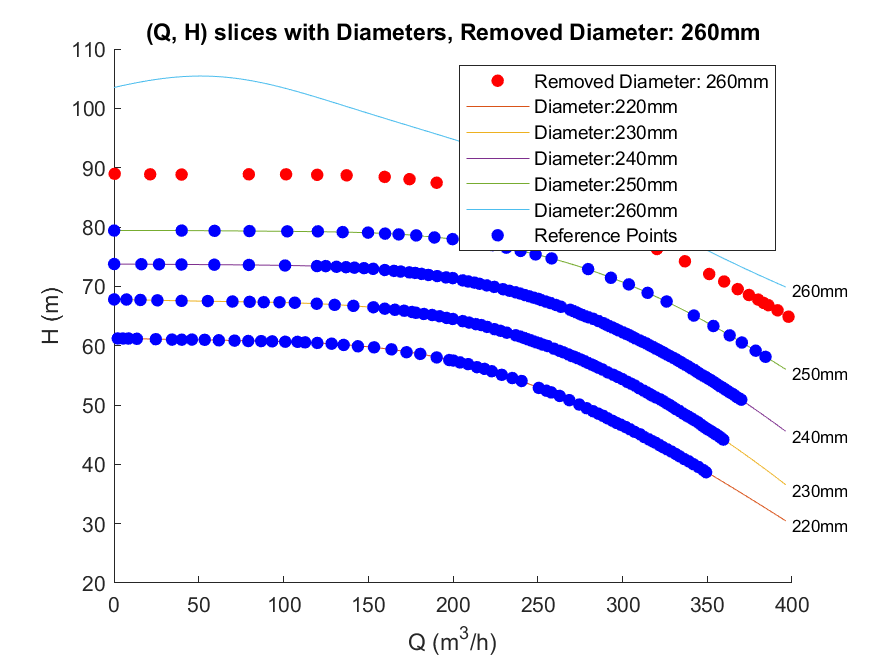 (Q, H) slices with Diameters, Removed Diameter: 260mm
110
100
90
80
70
60
50
40
30
20
H (m)
Removed Diameter: 260mm
Diameter:220mm
Diameter:230mm
Diameter:240mm
Diameter:250mm
Diameter:260mm
Reference Points
260mm
250mm
240mm
230mm
220mm
0 50 100 150 200 250 300 350 400
Q (m³/h)